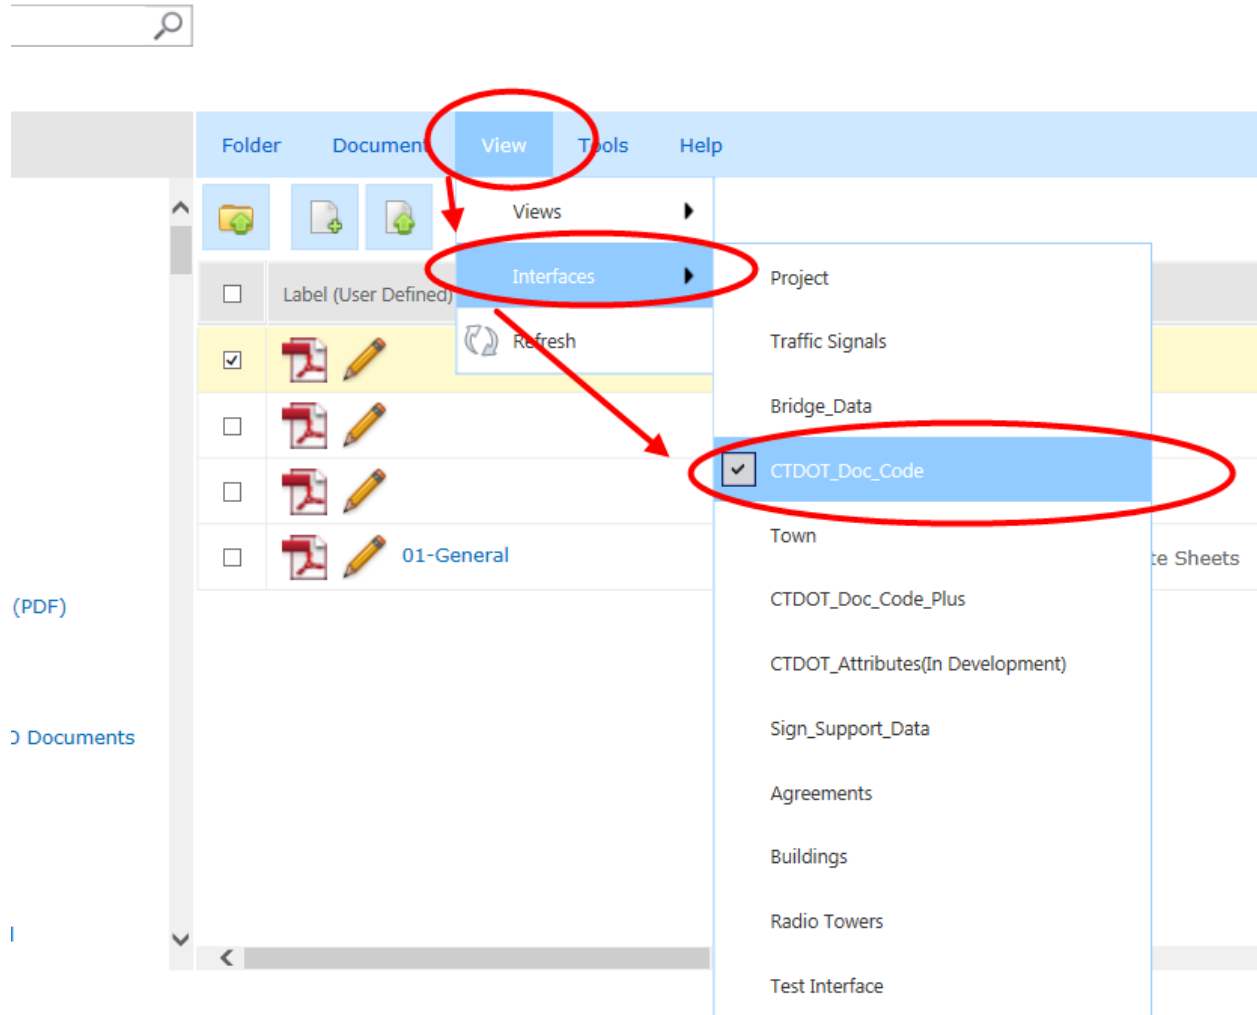 Folder Document View Tools Help
Views
Interfaces
Refresh
Label (User Defined)
01-General
Project
Traffic Signals
Bridge_Data
CTDOT_Doc_Code
Town
CTDOT_Doc_Code_Plus
CTDOT_Attributes(In Development)
Sign_Support_Data
Agreements
Buildings
Radio Towers
Test Interface
Sheets
(PDF)
Documents